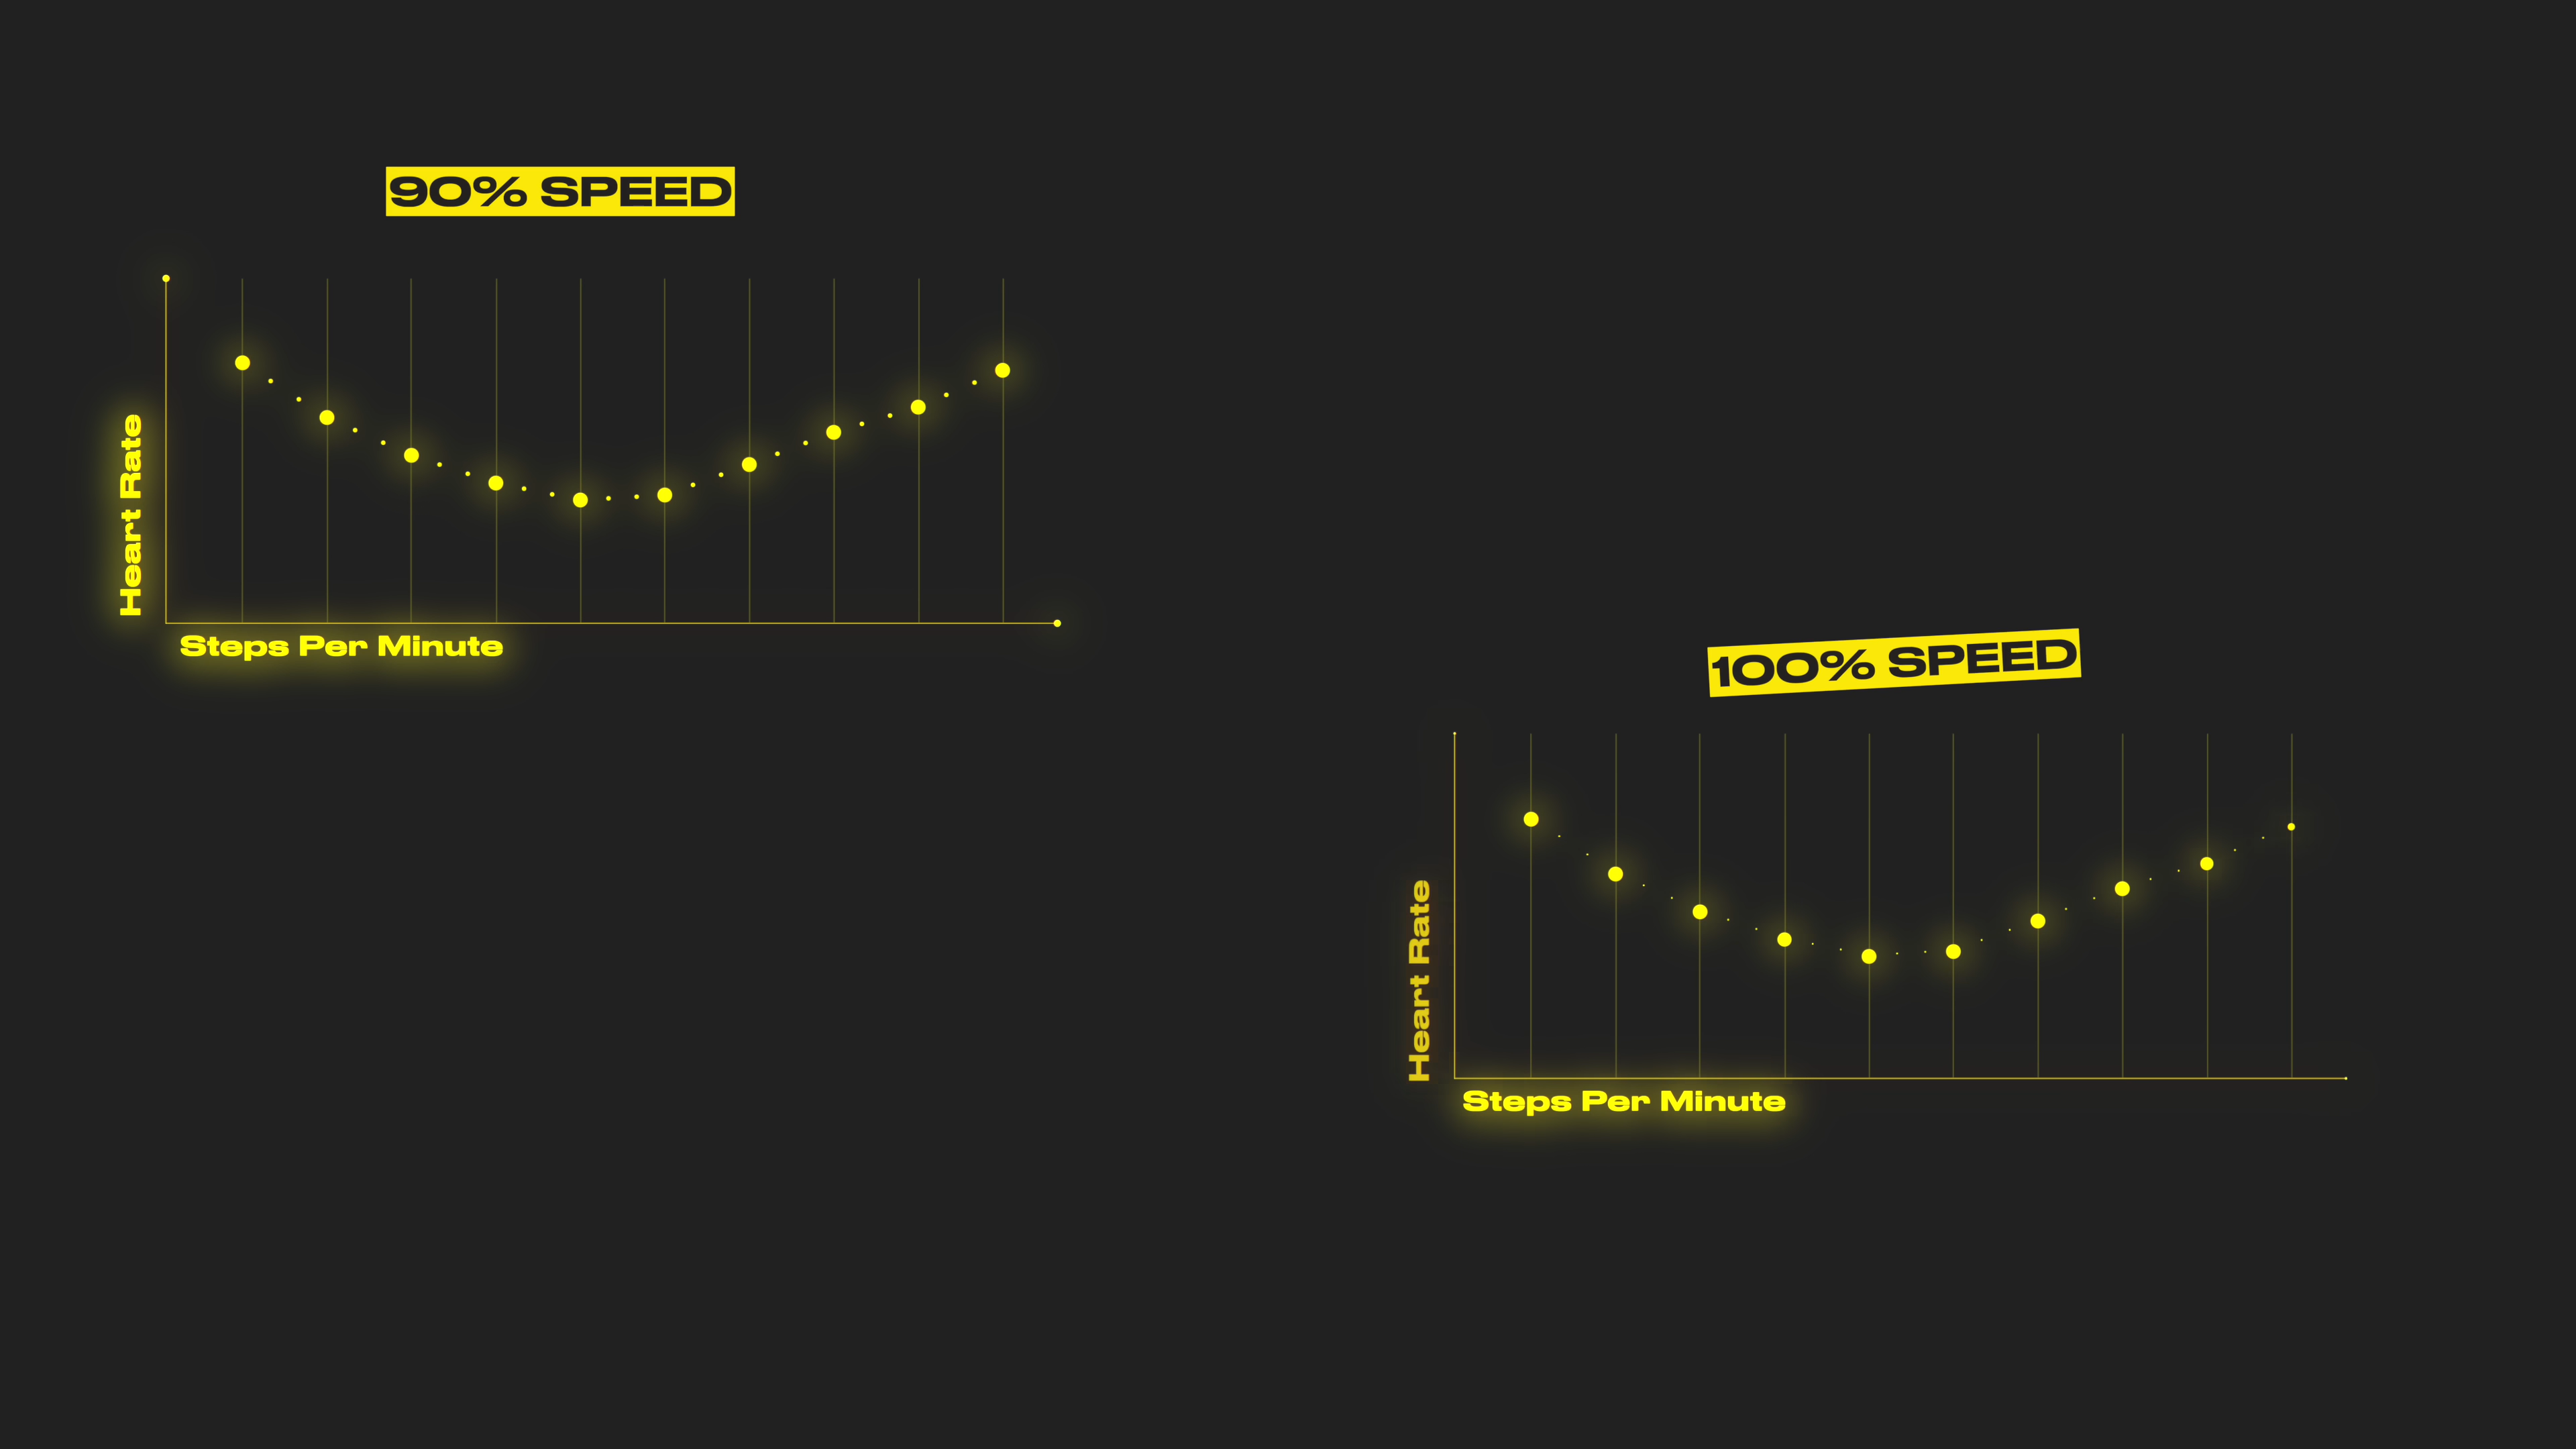 90% SPEED
Heart Rate
Steps Per Minute
100% SPEED
Heart Rate
Steps Per Minute